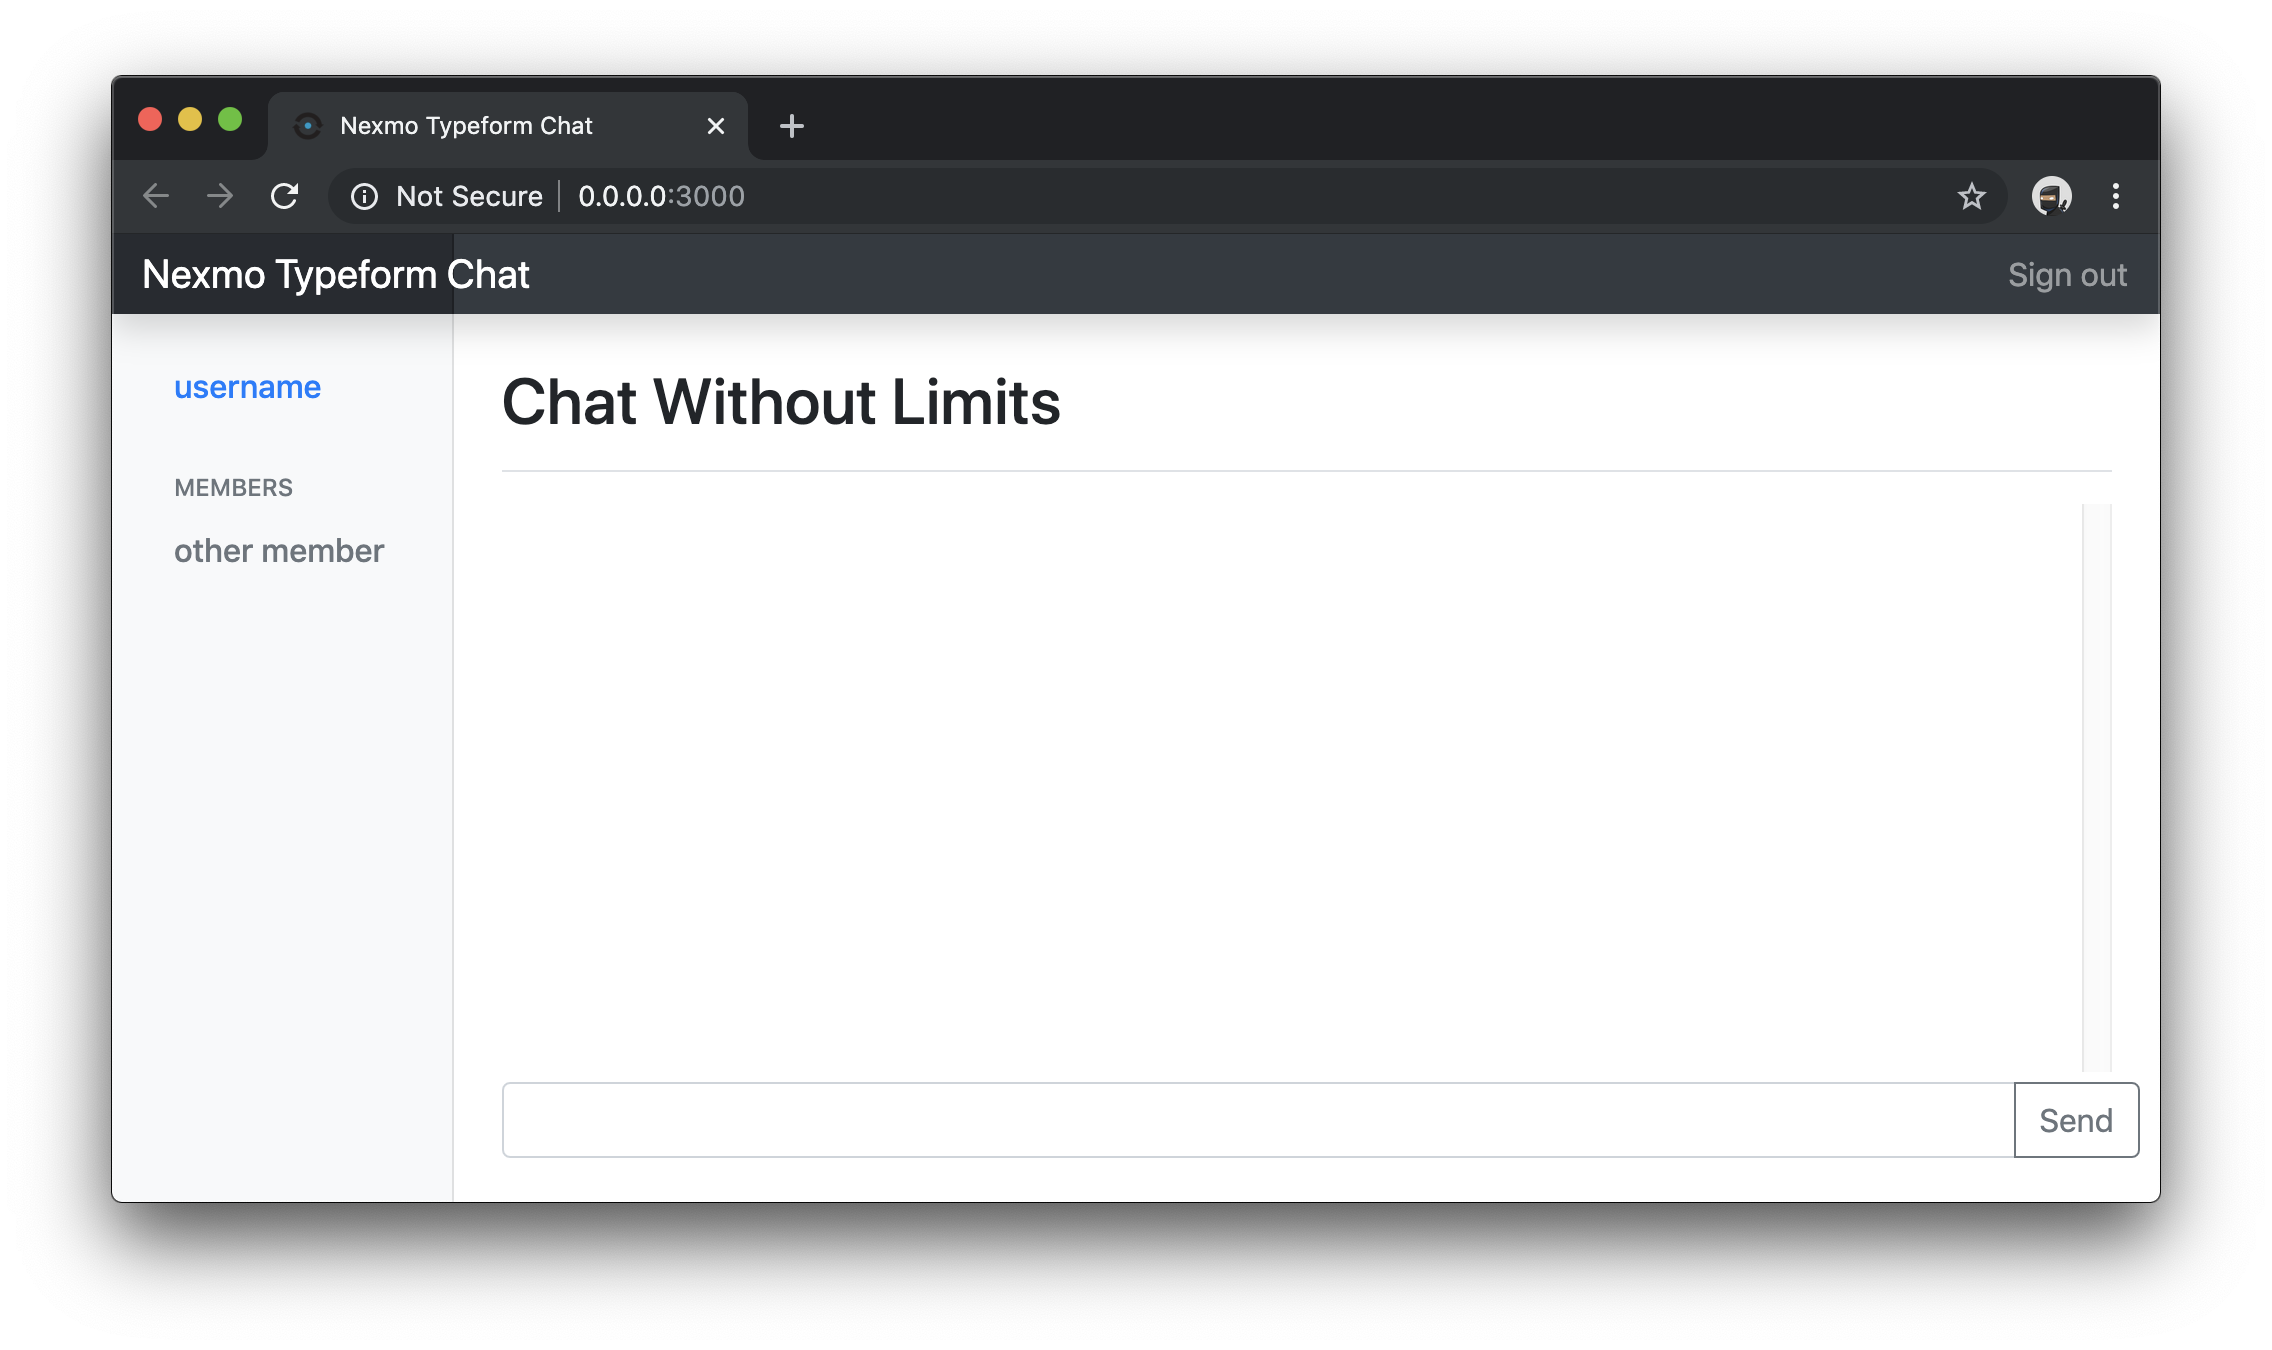 Nexmo Typeform Chat
Not Secure 0.0.0.0:3000
Nexmo Typeform Chat
Sign out
username
Chat Without Limits
MEMBERS
other member
Send